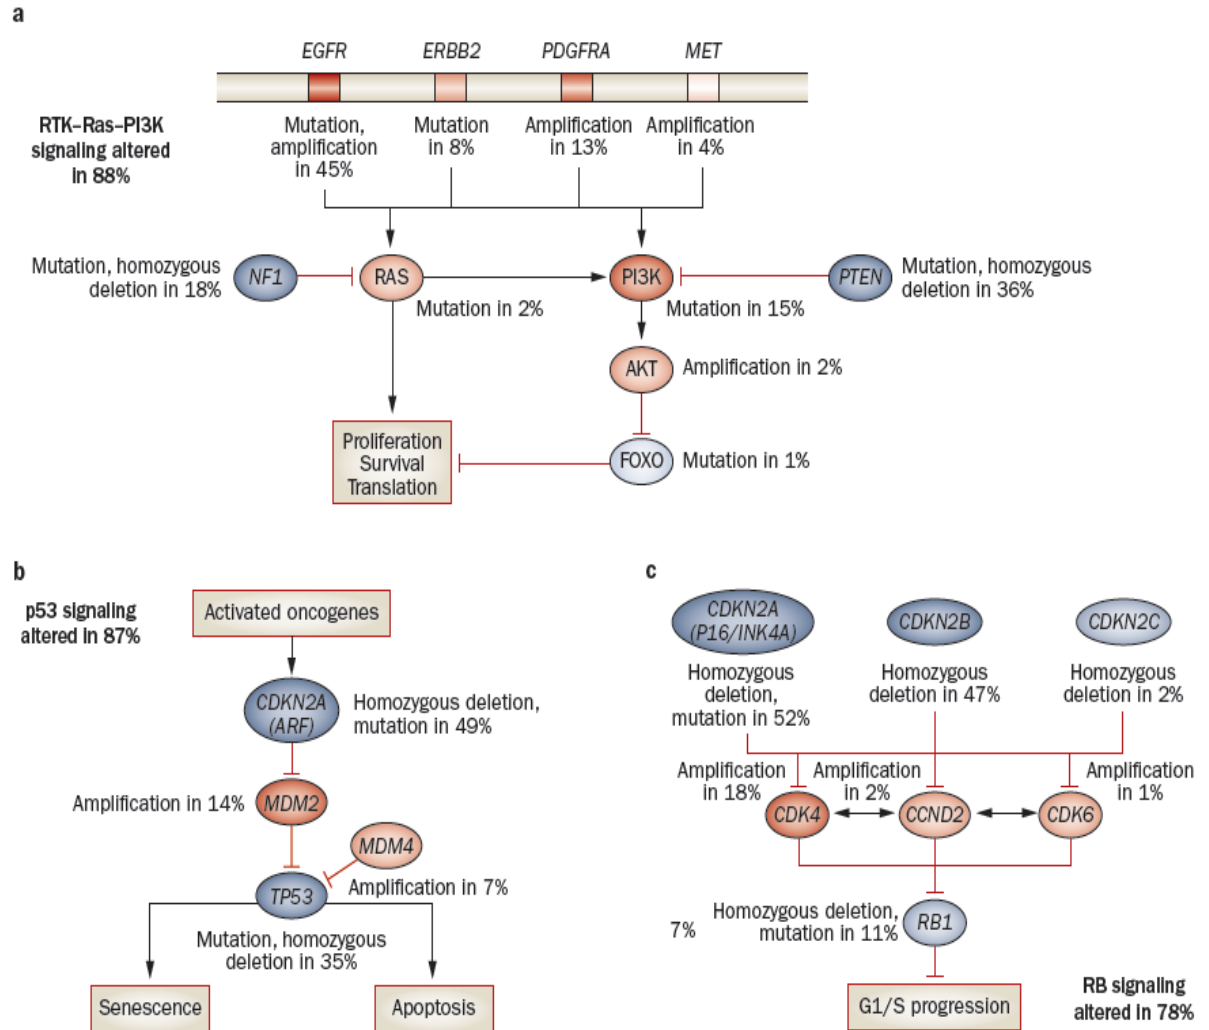 a
EGFR
ERBB2
PDGFRA
MET
RTK–Ras–PI3K
signaling altered
in 88%
Mutation,
amplification
in 45%
Mutation
in 8%
Amplification
in 13%
Amplification
in 4%
Mutation, homozygous
deletion in 18%
NF1
RAS
Mutation in 2%
PI3K
Mutation in 15%
PTEN
Mutation, homozygous
deletion in 36%
AKT
Amplification in 2%
FOXO
Mutation in 1%
Proliferation
Survival
Translation
b
p53 signaling
altered in 87%
Activated oncogenes
CDKN2A
(ARF)
Homozygous deletion,
mutation in 49%
Amplification in 14%
MDM2
MDM4
Amplification in 7%
TP53
Mutation, homozygous
deletion in 35%
Senescence
Apoptosis
c
CDKN2A
(P16/INK4A)
CDKN2B
CDKN2C
Homozygous
deletion,
mutation in 52%
Homozygous
deletion in 47%
Homozygous
deletion in 2%
Amplification
in 18%
Amplification
in 2%
Amplification
in 1%
CDK4
CCND2
CDK6
7%
Homozygous deletion,
mutation in 11%
RB1
G1/S progression
RB signaling
altered in 78%